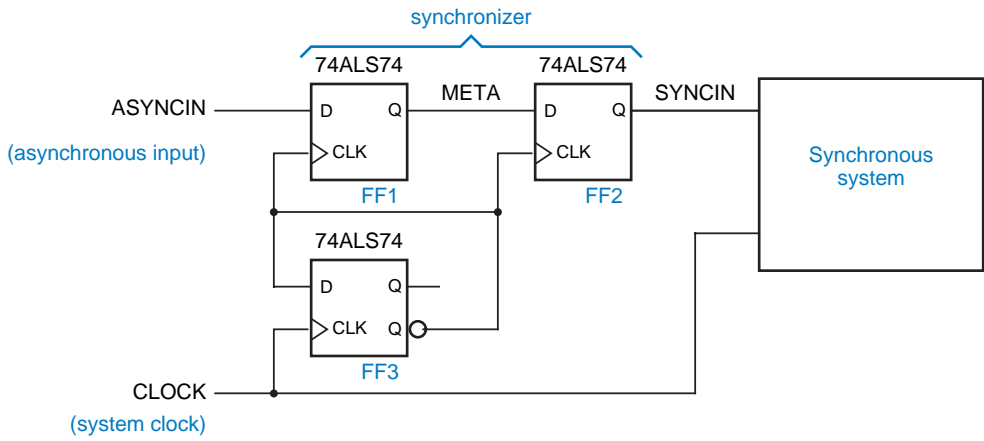 synchronizer
74ALS74
74ALS74
ASYNCIN
D
Q
META
D
Q
SYNCIN
(asynchronous input)
CLK
CLK
Synchronous
system
FF1
FF2
74ALS74
D
Q
CLK
Q
FF3
CLOCK
(system clock)